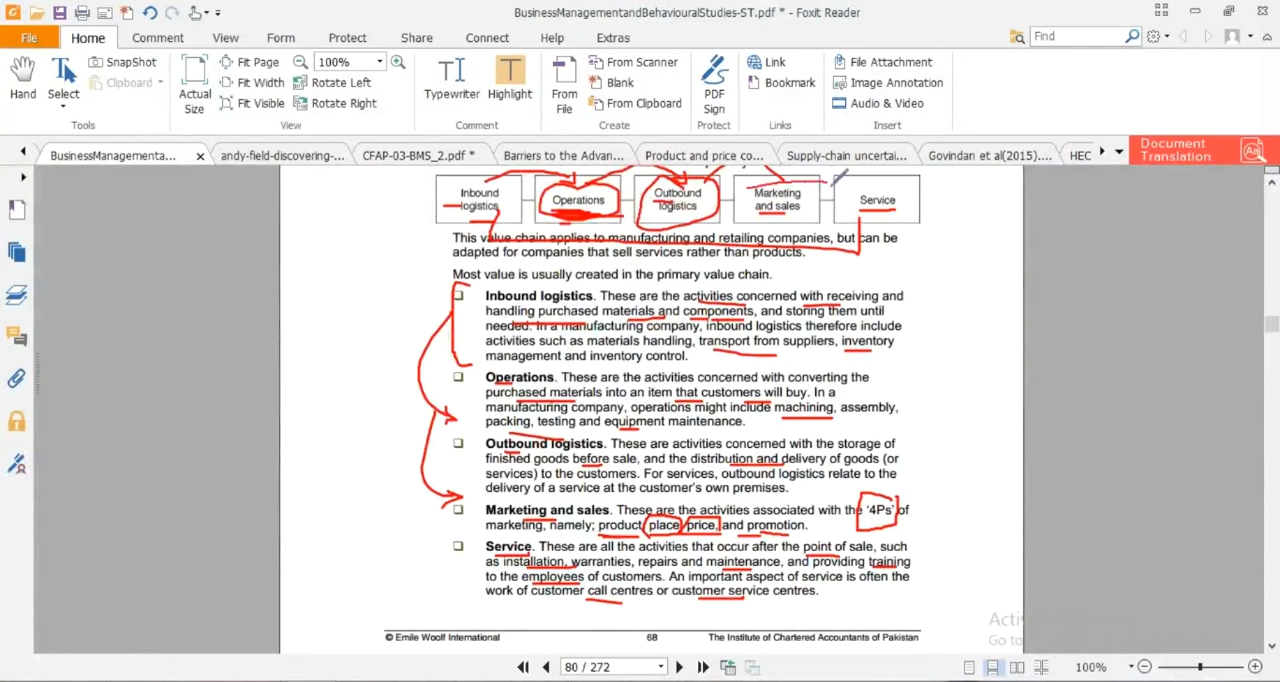 BusinessManagementandBehaviouralStudies-ST.pdf * - Foxit Reader
File Home Comment View Form Protect Share Connect Help Extras Find
SnapShot Fit Page 100% From Scanner Link File Attachment
Clipboard Fit Width Rotate Left Blank Bookmark Image Annotation
Hand Select Actual Size Fit Visible Rotate Right Typewriter Highlight From File From Clipboard PDF Sign Audio & Video
Tools View Comment Create Protect Links Insert
BusinessManagementa... andy-field-discovering-... CFAP-03-BMS_2.pdf * Barriers to the Advan... Product and price co... Supply-chain uncertai... Govindan et al(2015).... HEC Document Translation
Inbound logistics Operations Outbound logistics Marketing and sales Service
This value chain applies to manufacturing and retailing companies, but can be
adapted for companies that sell services rather than products.
Most value is usually created in the primary value chain.
Inbound logistics. These are the activities concerned with receiving and
handling purchased materials and components, and storing them until
needed. In a manufacturing company, inbound logistics therefore include
activities such as materials handling, transport from suppliers, inventory
management and inventory control.
Operations. These are the activities concerned with converting the
purchased materials into an item that customers will buy. In a
manufacturing company, operations might include machining, assembly,
packing, testing and equipment maintenance.
Outbound logistics. These are activities concerned with the storage of
finished goods before sale, and the distribution and delivery of goods (or
services) to the customers. For services, outbound logistics relate to the
delivery of a service at the customer's own premises.
Marketing and sales. These are the activities associated with the '4Ps' of
marketing, namely; product, place, price, and promotion.
Service. These are all the activities that occur after the point of sale, such
as installation, warranties, repairs and maintenance, and providing training
to the employees of customers. An important aspect of service is often the
work of customer call centres or customer service centres.
© Emile Woolf International 68 The Institute of Chartered Accountants of Pakistan
Acti
Go to
80 / 272 100%